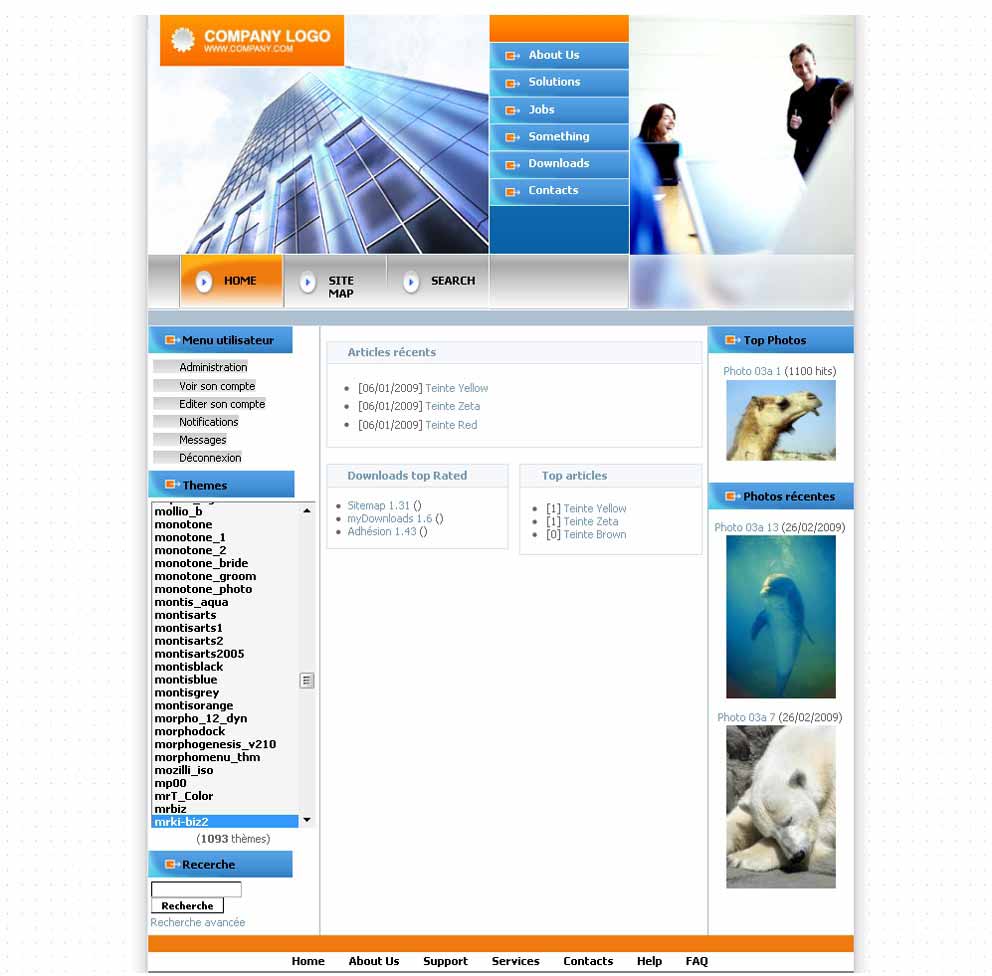 COMPANY LOGO
WWW.COMPANY.COM
About Us
Solutions
Jobs
Something
Downloads
Contacts
HOME
SITE
MAP
SEARCH
Menu utilisateur
Administration
Voir son compte
Editer son compte
Notifications
Messages
Déconnexion
Themes
mollio_b
monotone
monotone_1
monotone_2
monotone_bride
monotone_groom
monotone_photo
montis_aqua
montisarts
montisarts1
montisarts2
montisarts2005
montisblack
montisblue
montisgrey
montisorange
morpho_12_dyn
morphodock
morphogenesis_v210
morphomenu_thm
mozilli_iso
mp00
mrT_Color
mrbiz
mrki-biz2
(1093 thèmes)
Recerche
Recherche
Recherche avancée
Articles récents
[06/01/2009] Teinte Yellow
[06/01/2009] Teinte Zeta
[06/01/2009] Teinte Red
Downloads top Rated
Sitemap 1.31 ()
myDownloads 1.6 ()
Adhésion 1.43 ()
Top articles
[1] Teinte Yellow
[1] Teinte Zeta
[0] Teinte Brown
Top Photos
Photo 03a 1 (1100 hits)
Photos récentes
Photo 03a 13 (26/02/2009)
Photo 03a 7 (26/02/2009)
Home About Us Support Services Contacts Help FAQ